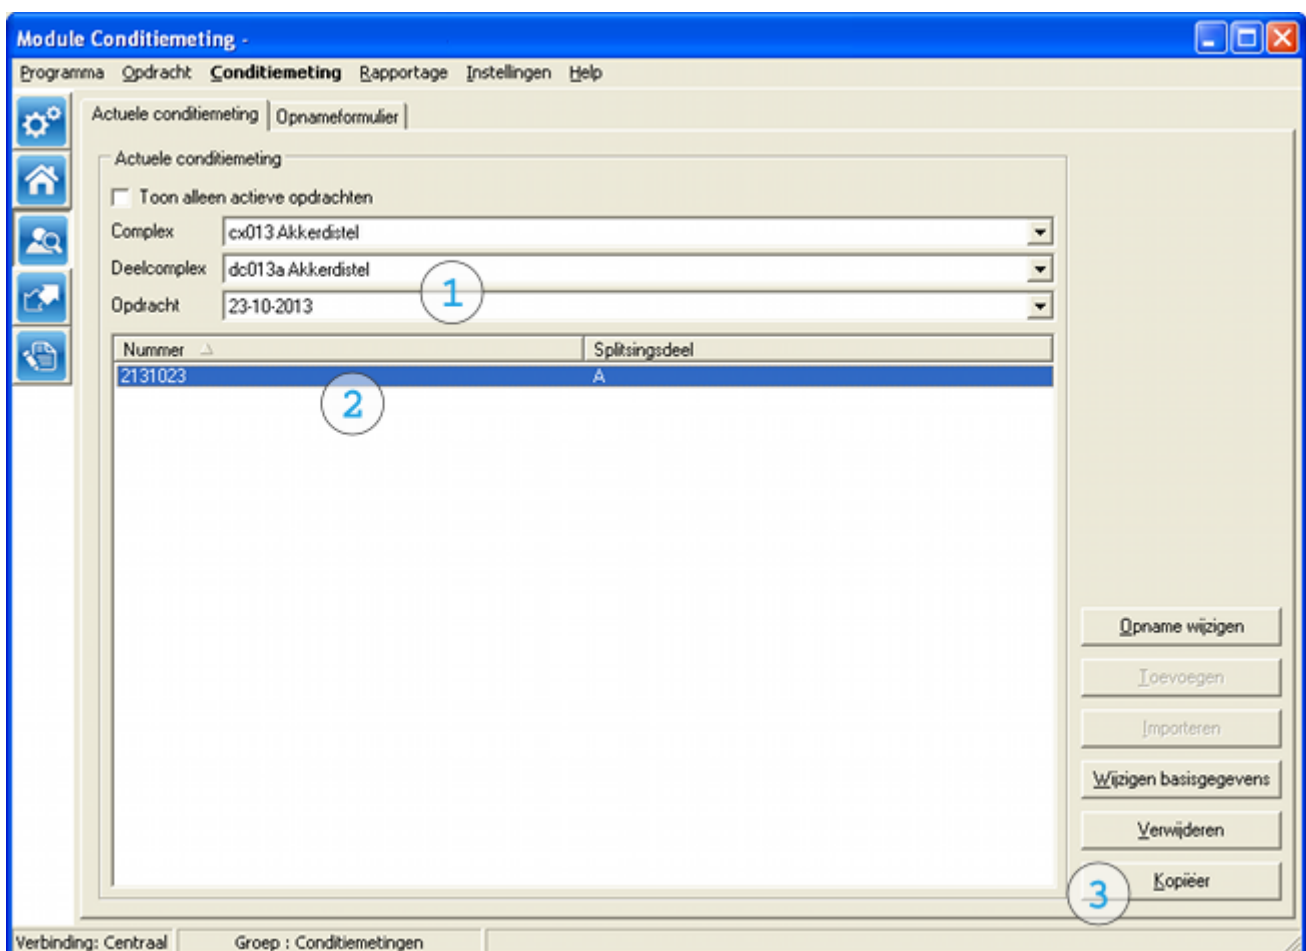 Module Conditiemeting -
Programma Opdracht Conditiemeting Rapportage Instellingen Help
Actuele conditiemeting Opnameformulier
Actuele conditiemeting
Toon alleen actieve opdrachten
Complex cx013 Akkerdistel
Deelcomplex dc013a Akkerdistel
1
Opdracht 23-10-2013
Nummer Splitsingsdeel
2131023 A
2
Opname wijzigen
Toevoegen
Importeren
Wijzigen basisgegevens
Verwijderen
3 Kopiëer
Verbinding: Centraal Groep : Conditiemetingen